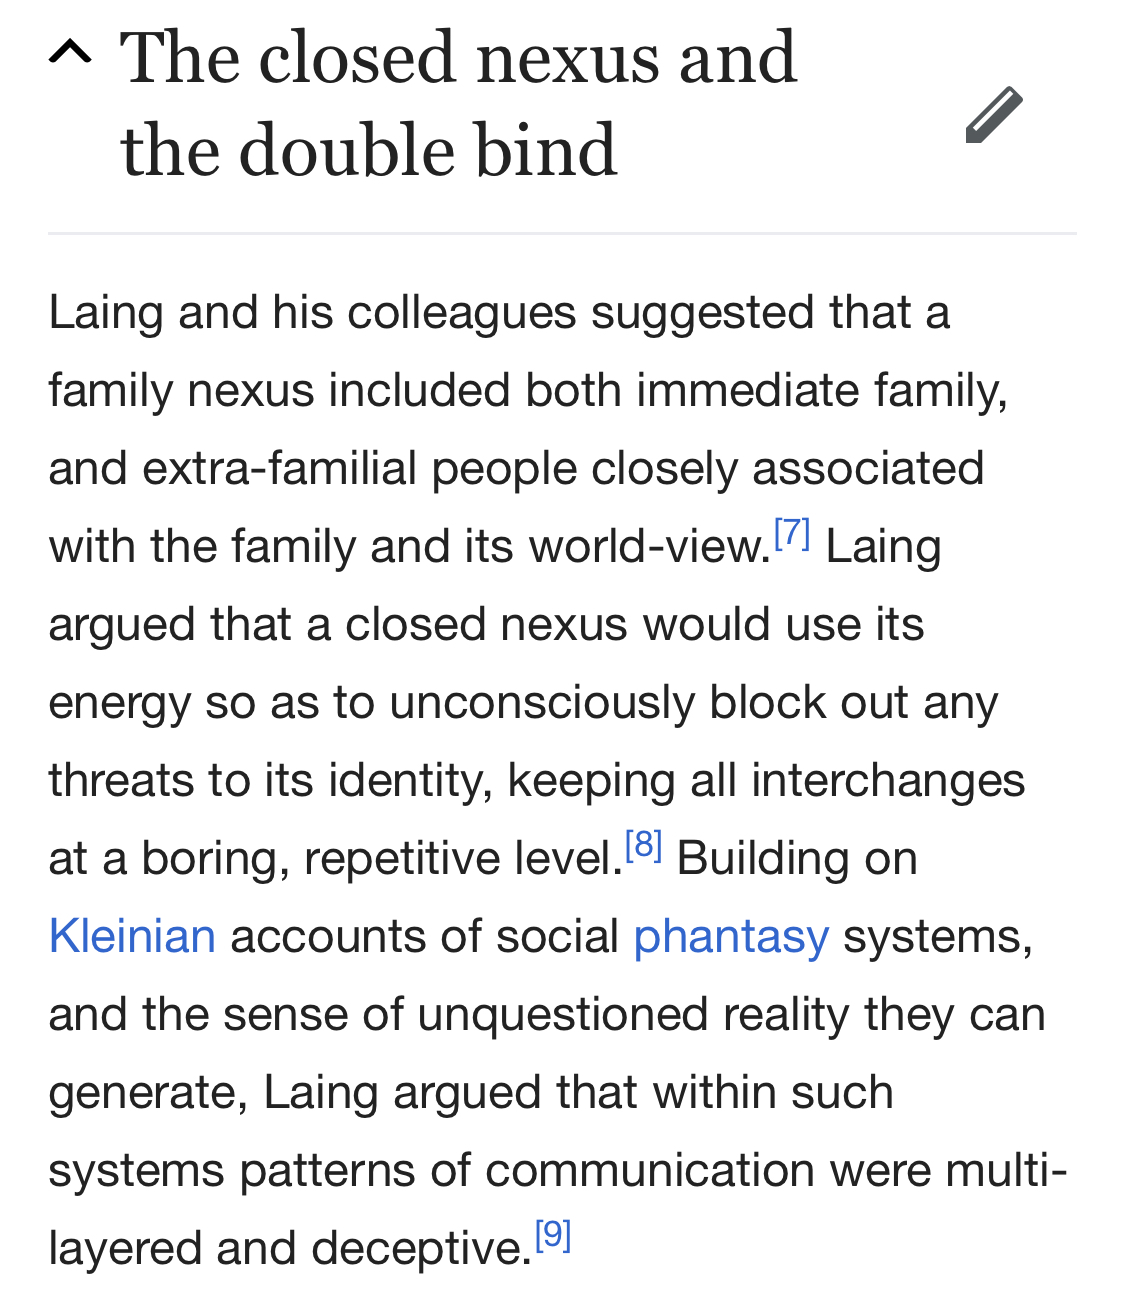 The closed nexus and
the double bind
Laing and his colleagues suggested that a
family nexus included both immediate family,
and extra-familial people closely associated
with the family and its world-view.[7] Laing
argued that a closed nexus would use its
energy so as to unconsciously block out any
threats to its identity, keeping all interchanges
at a boring, repetitive level.[8] Building on
Kleinian accounts of social phantasy systems,
and the sense of unquestioned reality they can
generate, Laing argued that within such
systems patterns of communication were multi-
layered and deceptive.[9]